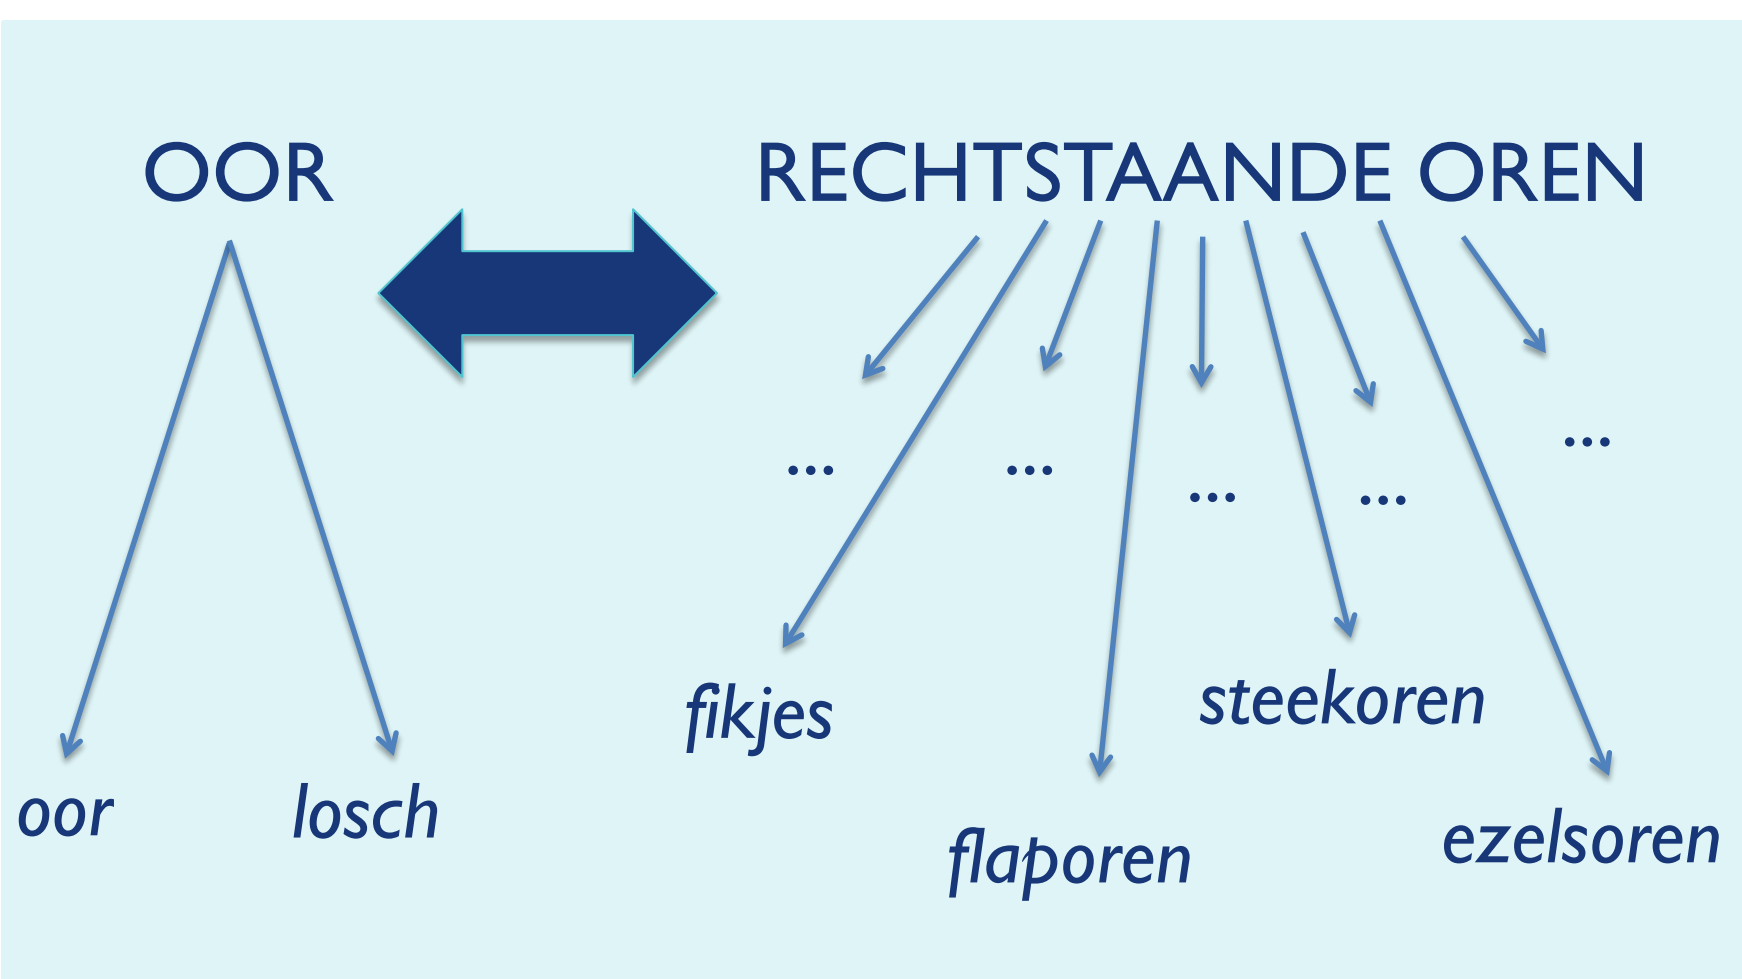 OOR
RECHTSTAANDE OREN
...
...
...
...
...
fikjes
steekoren
oor
losch
flaporen
ezelsoren